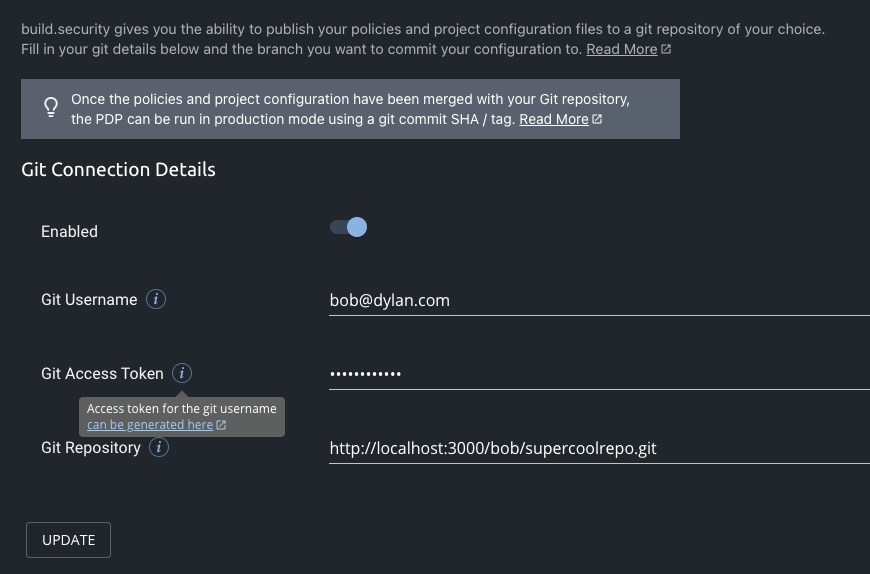 build.security gives you the ability to publish your policies and project configuration files to a git repository of your choice.
Fill in your git details below and the branch you want to commit your configuration to. Read More
Once the policies and project configuration have been merged with your Git repository,
the PDP can be run in production mode using a git commit SHA / tag. Read More
Git Connection Details
Enabled
Git Username i
bob@dylan.com
Git Access Token i
••••••••••••
Access token for the git username
can be generated here
Git Repository i
http://localhost:3000/bob/supercoolrepo.git
UPDATE